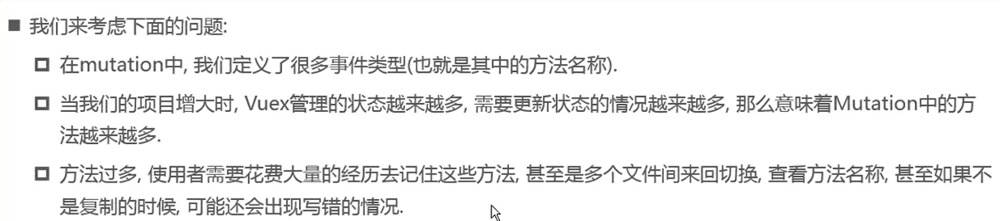 我们来考虑下面的问题:
在mutation中, 我们定义了很多事件类型(也就是其中的方法名称).
当我们的项目增大时, Vuex管理的状态越来越多, 需要更新状态的情况越来越多, 那么意味着Mutation中的方
法越来越多.
方法过多, 使用者需要花费大量的经历去记住这些方法, 甚至是多个文件间来回切换, 查看方法名称, 甚至如果不
是复制的时候, 可能还会出现写错的情况.